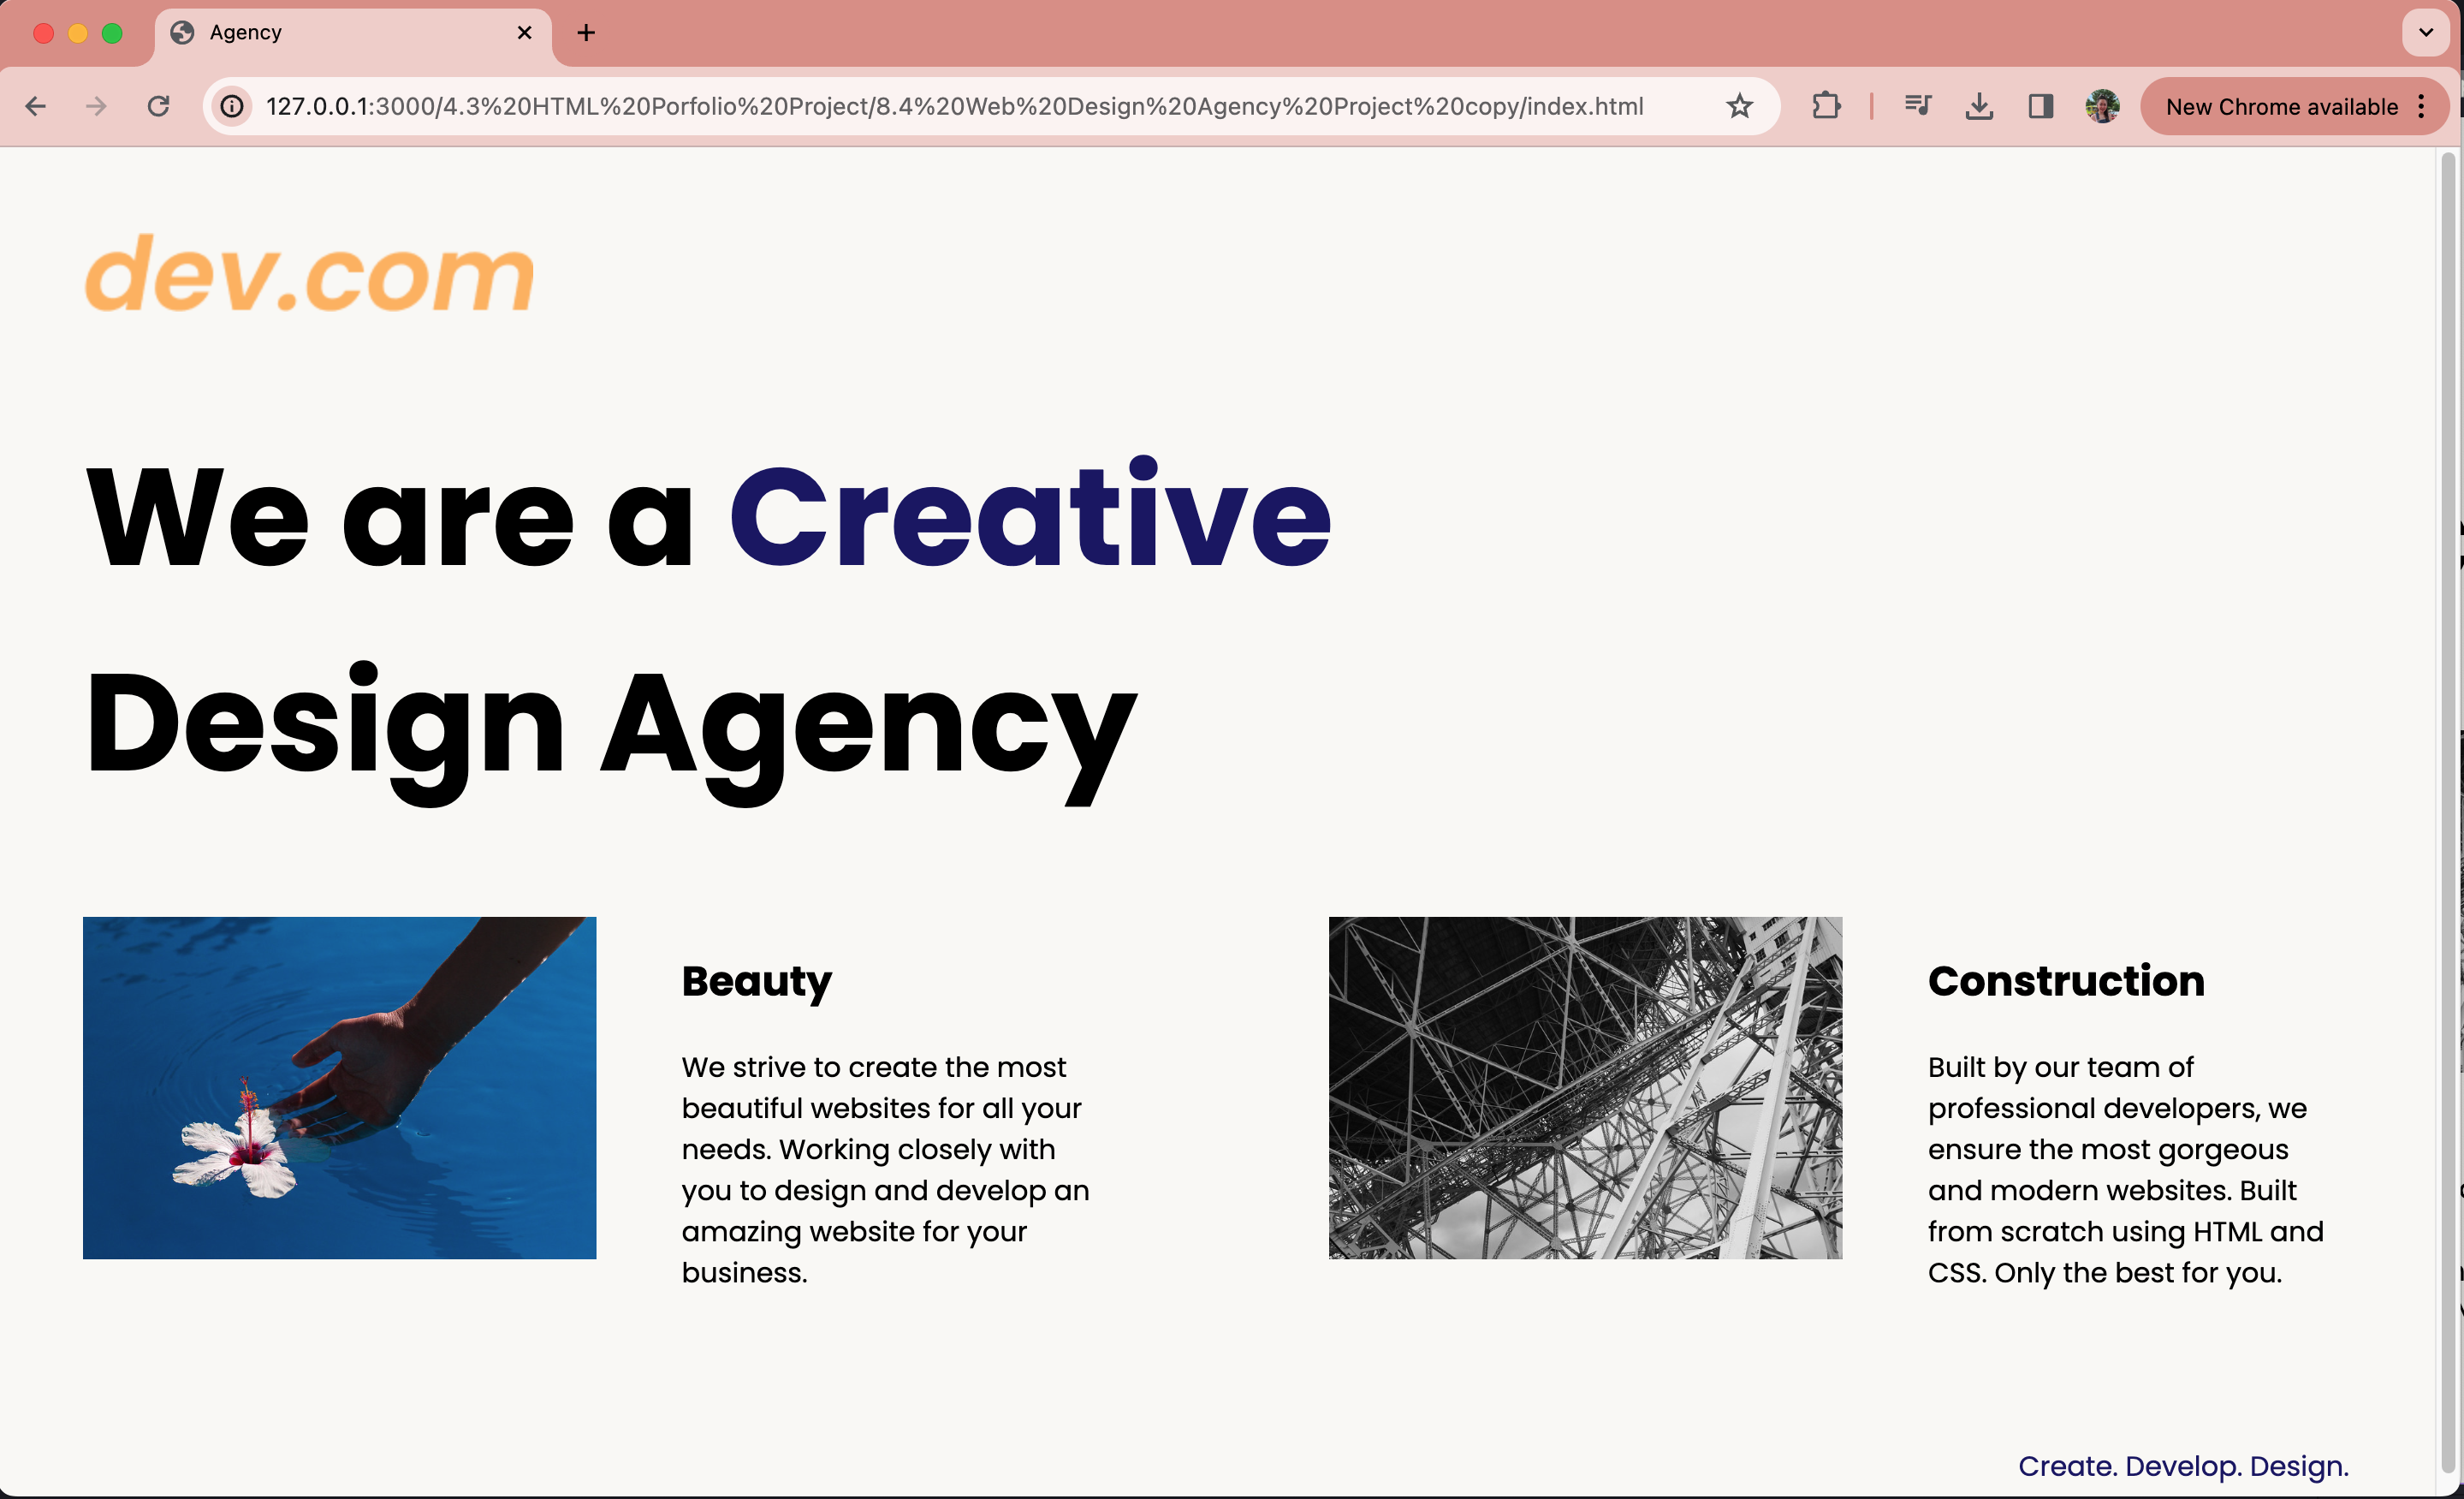 Agency
127.0.0.1:3000/4.3%20HTML%20Porfolio%20Project/8.4%20Web%20Design%20Agency%20Project%20copy/index.html
New Chrome available
dev.com
We are a Creative
Design Agency
Beauty
We strive to create the most
beautiful websites for all your
needs. Working closely with
you to design and develop an
amazing website for your
business.
Construction
Built by our team of
professional developers, we
ensure the most gorgeous
and modern websites. Built
from scratch using HTML and
CSS. Only the best for you.
Create. Develop. Design.